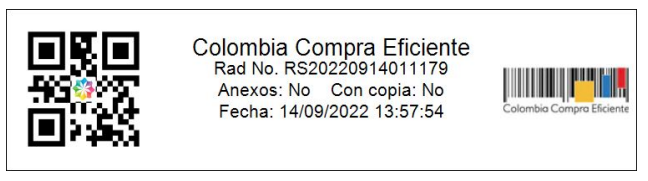 Colombia Compra Eficiente
Rad No. RS20220914011179
Anexos: No Con copia: No
Fecha: 14/09/2022 13:57:54
Colombia Compra Eficiente